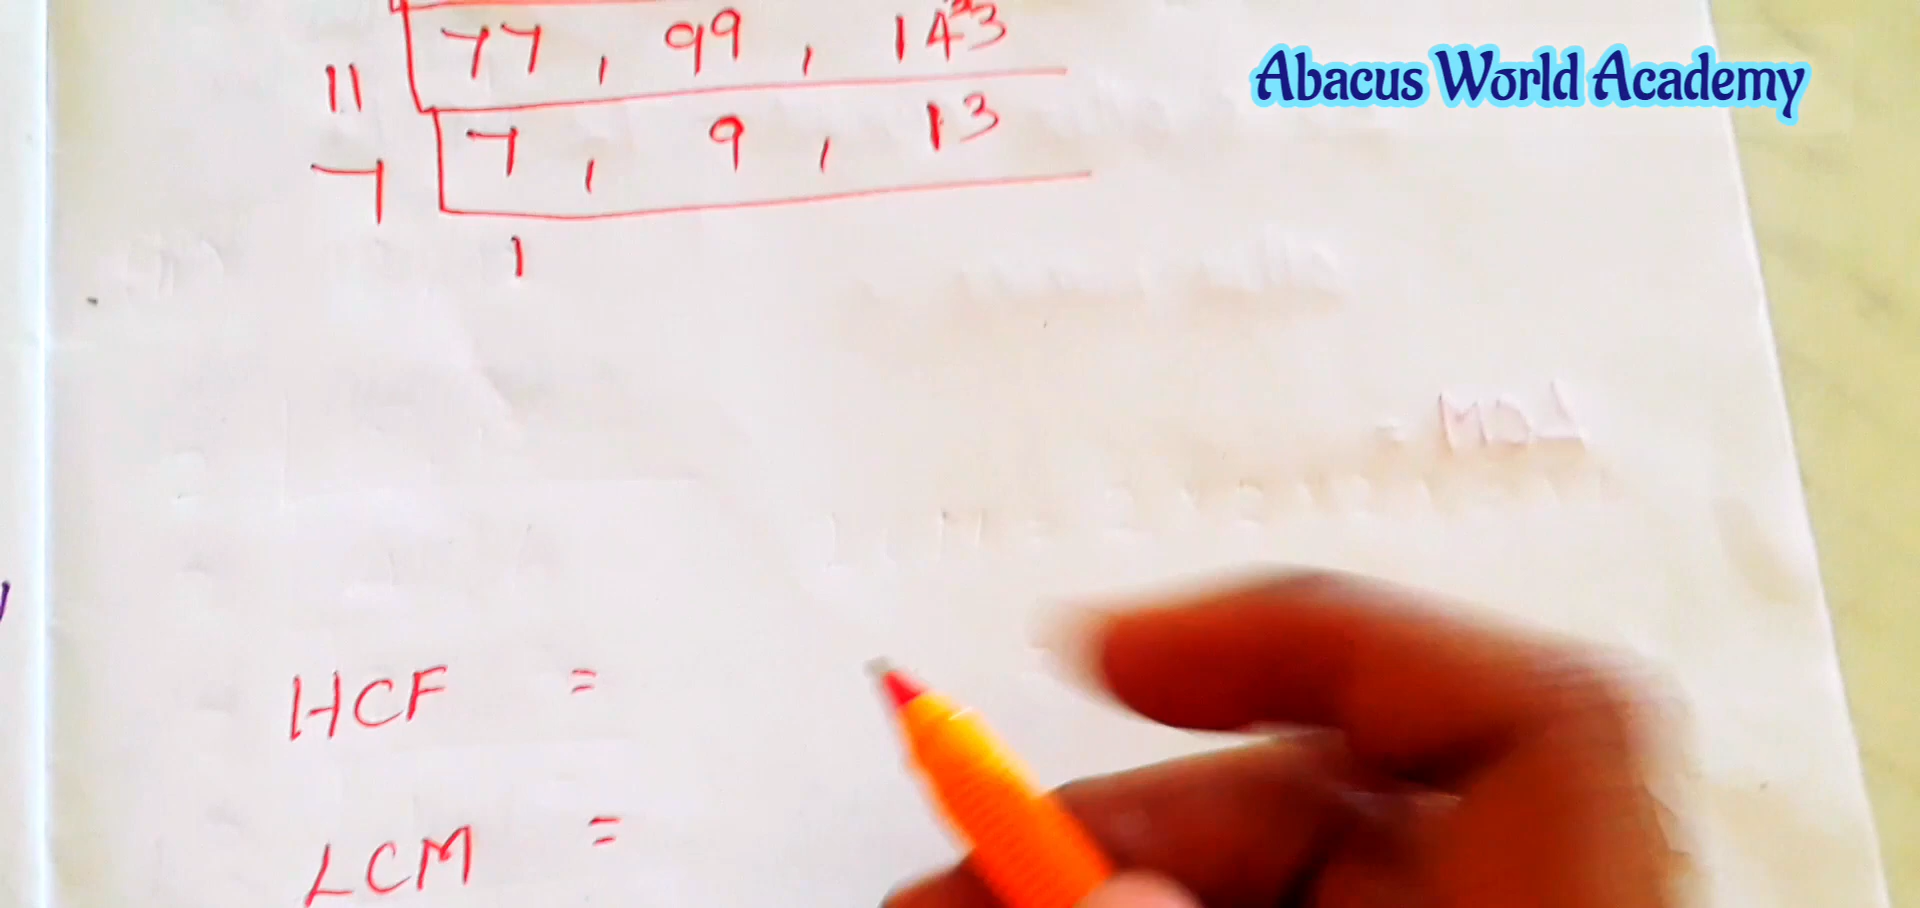 77 , 99 , 143
Abacus World Academy
11
7 , 9 , 13
7
1
HCF =
LCM =